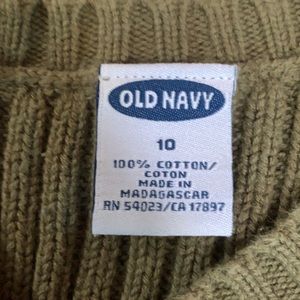 OLD NAVY
10
100% COTTON/
COTON
MADE IN
MADAGASCAR
RN 54023/CA 17897